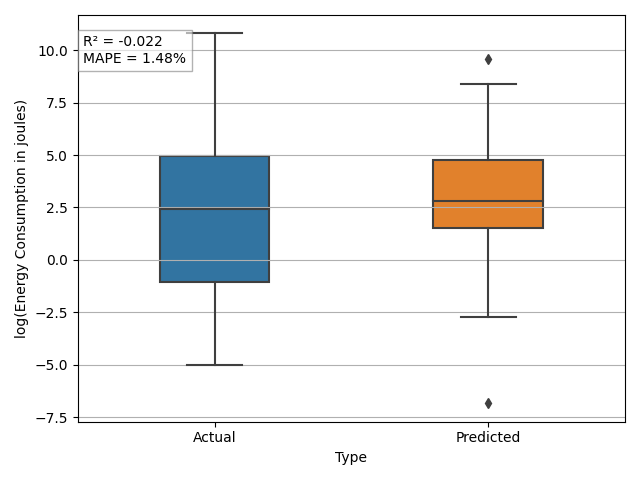 R² = -0.022
MAPE = 1.48%
10.0
7.5
5.0
2.5
0.0
−2.5
−5.0
−7.5
log(Energy Consumption in joules)
Actual
Predicted
Type